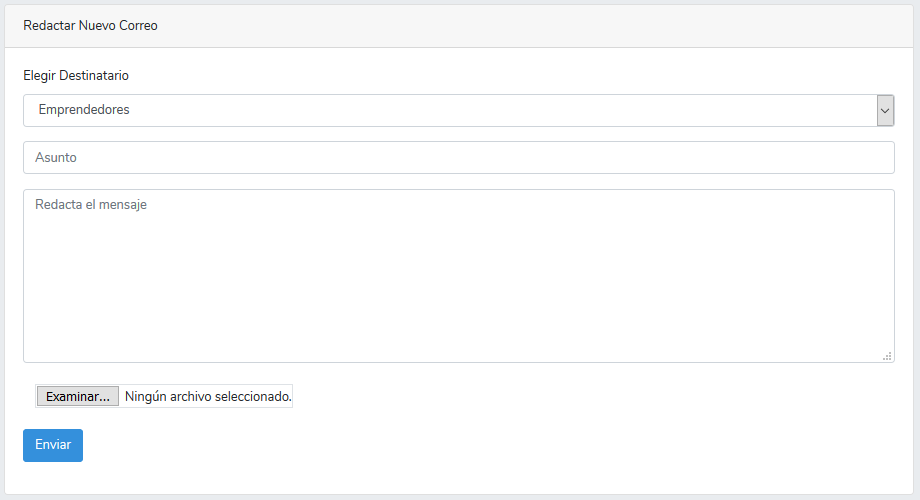 Redactar Nuevo Correo
Elegir Destinatario
Emprendedores
Asunto
Redacta el mensaje
Examinar... Ningún archivo seleccionado.
Enviar